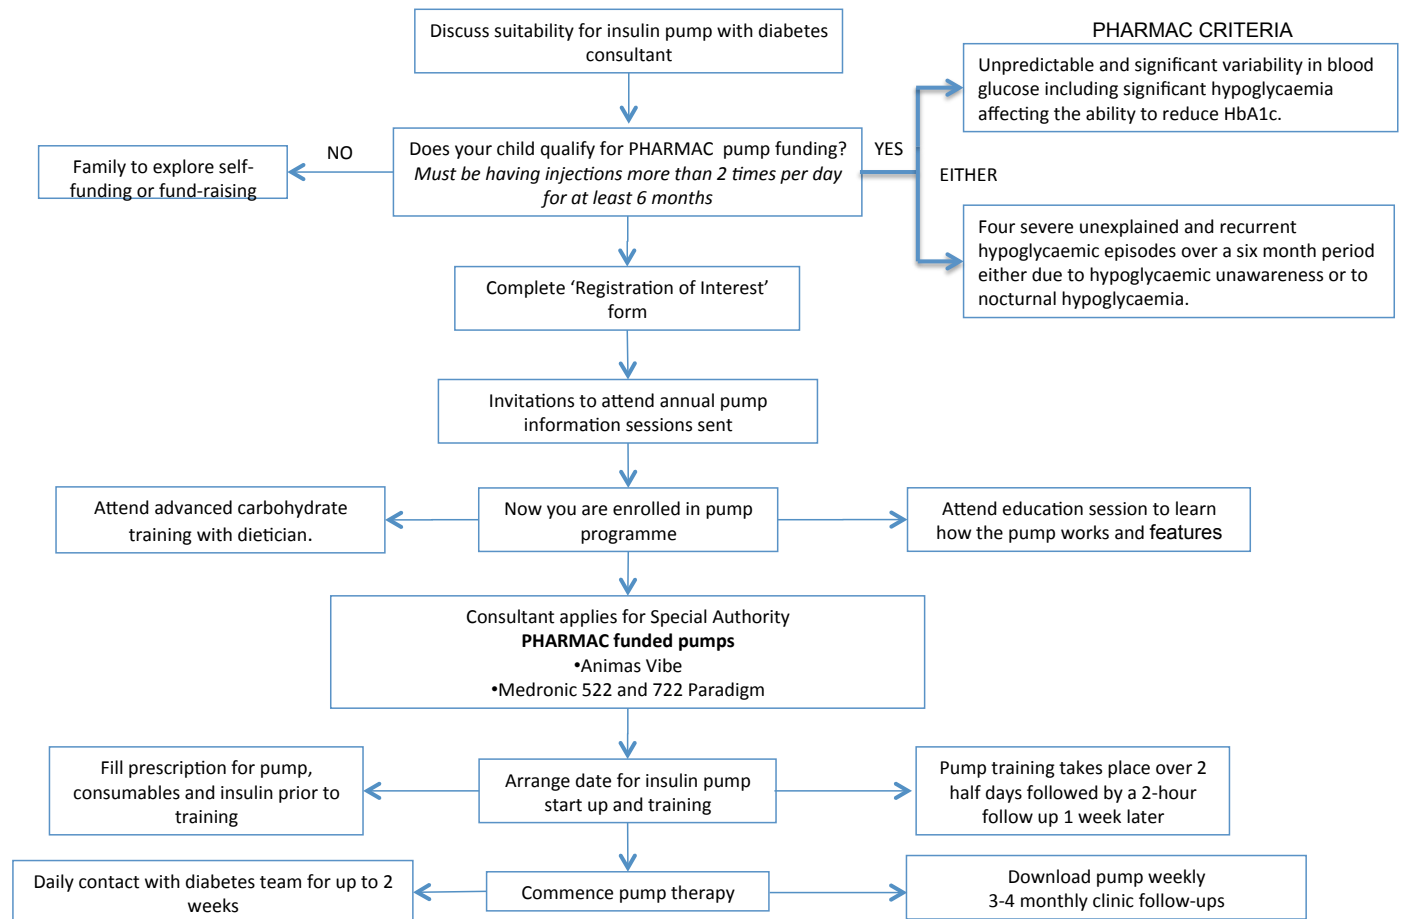 Discuss suitability for insulin pump with diabetes
consultant
PHARMAC CRITERIA
Unpredictable and significant variability in blood
glucose including significant hypoglycaemia
affecting the ability to reduce HbA1c.
Family to explore self-
funding or fund-raising
NO
Does your child qualify for PHARMAC pump funding?
Must be having injections more than 2 times per day
for at least 6 months
YES
EITHER
Four severe unexplained and recurrent
hypoglycaemic episodes over a six month period
either due to hypoglycaemic unawareness or to
nocturnal hypoglycaemia.
Complete ‘Registration of Interest’
form
Invitations to attend annual pump
information sessions sent
Attend advanced carbohydrate
training with dietician.
Now you are enrolled in pump
programme
Attend education session to learn
how the pump works and features
Consultant applies for Special Authority
PHARMAC funded pumps
•Animas Vibe
•Medronic 522 and 722 Paradigm
Fill prescription for pump,
consumables and insulin prior to
training
Arrange date for insulin pump
start up and training
Pump training takes place over 2
half days followed by a 2-hour
follow up 1 week later
Daily contact with diabetes team for up to 2
weeks
Commence pump therapy
Download pump weekly
3-4 monthly clinic follow-ups